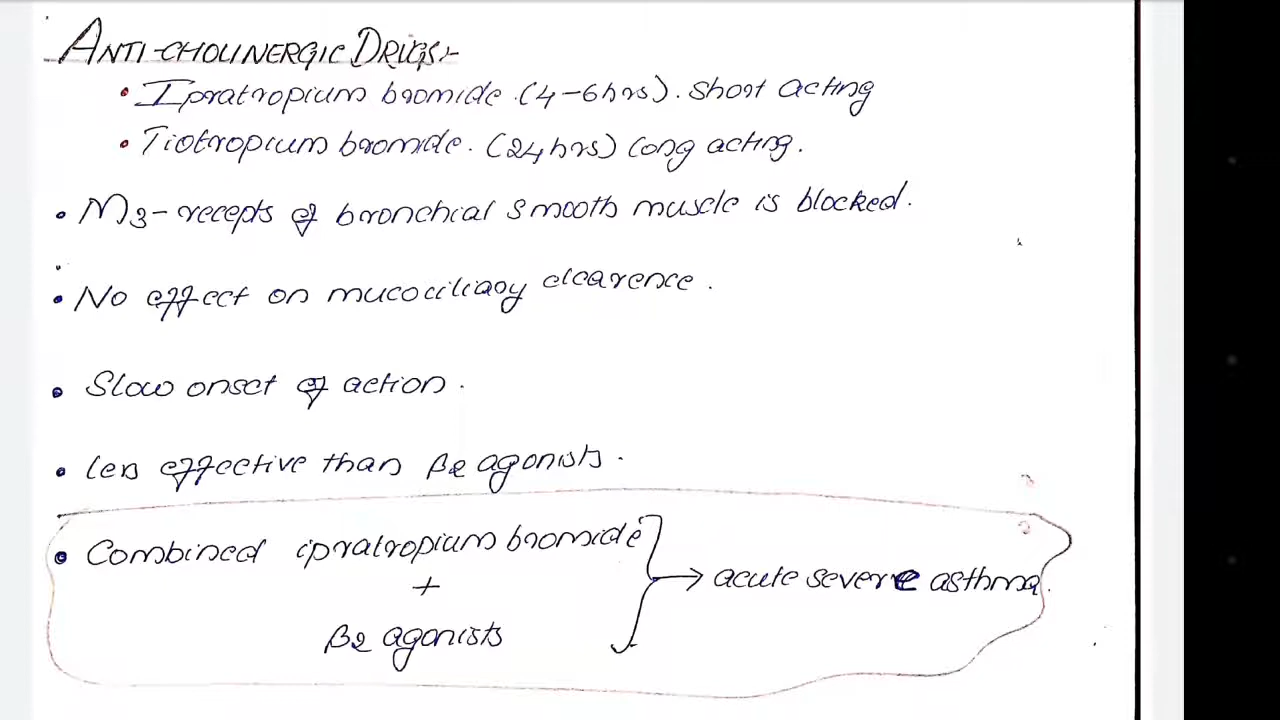 ANTI-CHOLINERGIC DRUGS:-
• Ipratropium bromide (4-6hrs). Short acting
• Tiotropium bromide. (24hrs) long acting.
• M3-recepts of bronchial smooth muscle is blocked.
• No effect on mucociliary clearence.
• Slow onset of action.
• less effective than β2 agonists.
• Combined ipratropium bromide
+
→ acute severe asthma.
β2 agonists